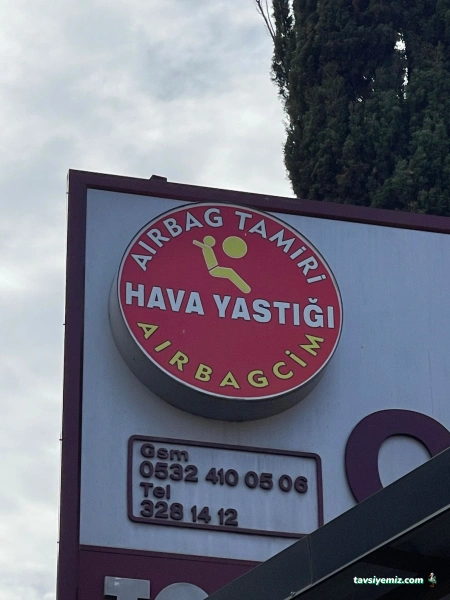 AIRBAG TAMİRİ
HAVA YASTIĞI
AIRBAGCİM
Gsm
0532 410 05 06
Tel
328 14 12
tavsiyemiz.com